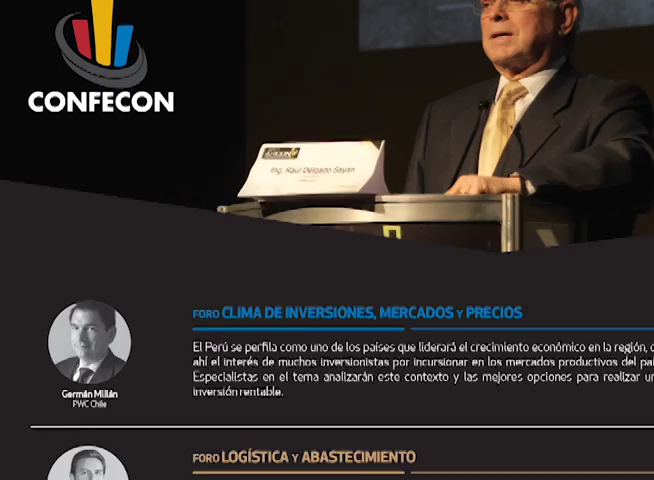 CONFECON
Ing. Raúl Delgado Sayán
FORO CLIMA DE INVERSIONES, MERCADOS Y PRECIOS
El Perú se perfila como uno de los países que liderará el crecimiento económico en la región,
ahí el interés de muchos inversionistas por incursionar en los mercados productivos del
Especialistas en el tema analizarán este contexto y las mejores opciones para realizar
inversión rentable.
Germán Millán
PWC Chile
FORO LOGÍSTICA Y ABASTECIMIENTO